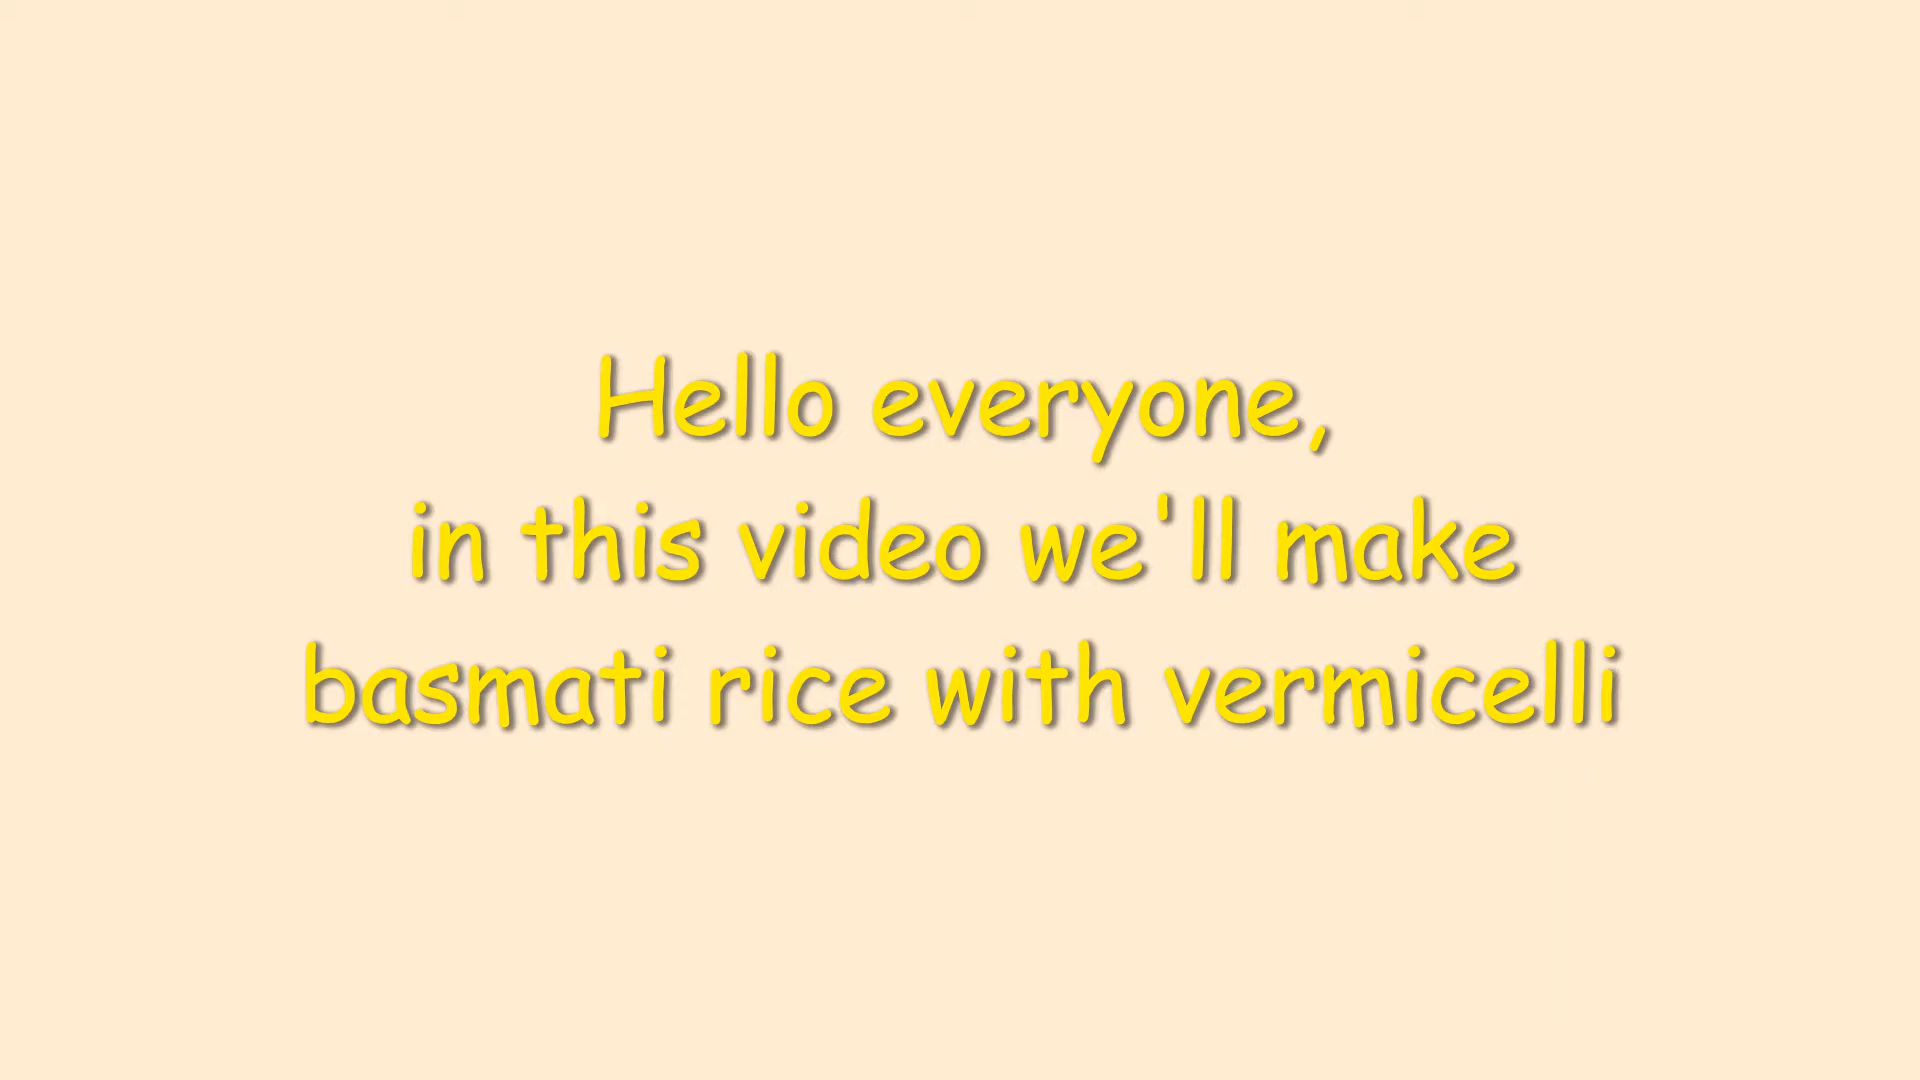 Hello everyone,
in this video we'll make
basmati rice with vermicelli